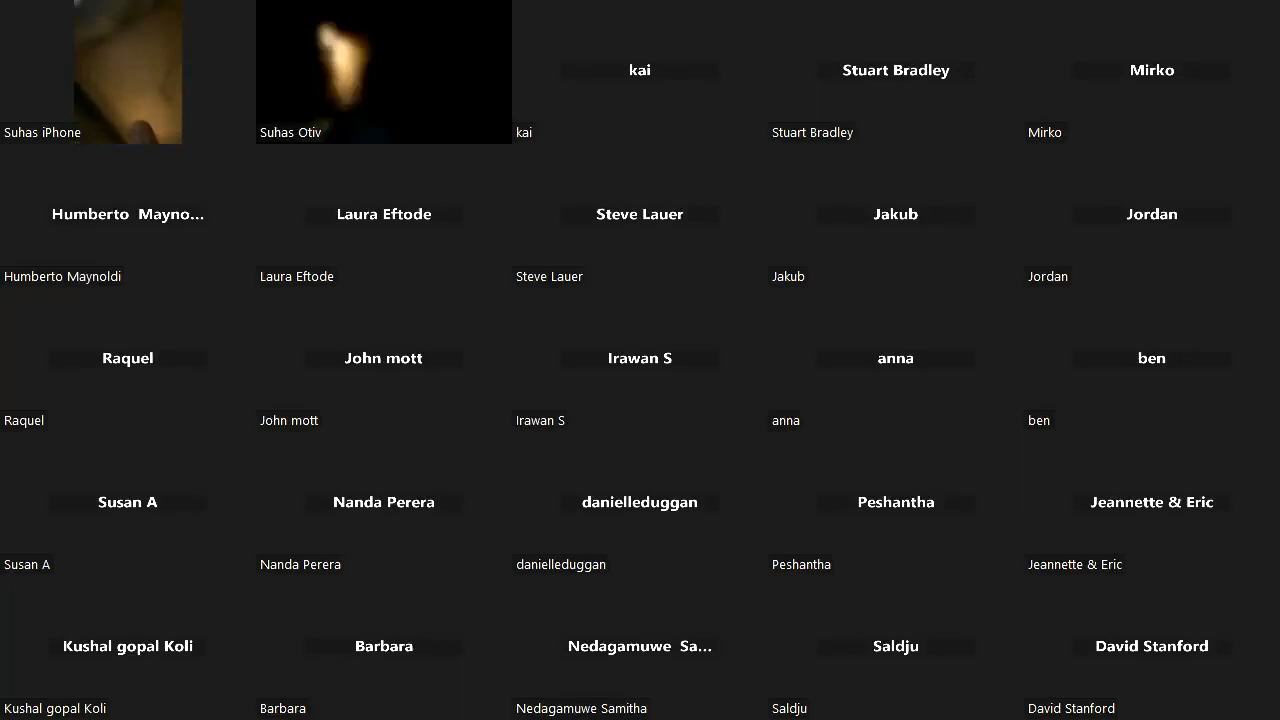 kai
Stuart Bradley
Mirko
Suhas iPhone
Suhas Otiv
kai
Stuart Bradley
Mirko
Humberto Mayno...
Laura Eftode
Steve Lauer
Jakub
Jordan
Humberto Maynoldi
Laura Eftode
Steve Lauer
Jakub
Jordan
Raquel
John mott
Irawan S
anna
ben
Raquel
John mott
Irawan S
anna
ben
Susan A
Nanda Perera
danielleduggan
Peshantha
Jeannette & Eric
Susan A
Nanda Perera
danielleduggan
Peshantha
Jeannette & Eric
Kushal gopal Koli
Barbara
Nedagamuwe Sa...
Saldju
David Stanford
Kushal gopal Koli
Barbara
Nedagamuwe Samitha
Saldju
David Stanford